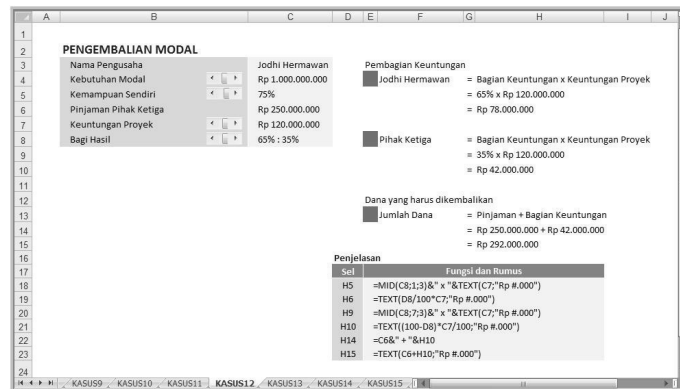 A B C D E F G H I J
1
2 PENGEMBALIAN MODAL
3 Nama Pengusaha Jodhi Hermawan Pembagian Keuntungan
4 Kebutuhan Modal Rp 1.000.000.000 Jodhi Hermawan = Bagian Keuntungan x Keuntungan Proyek
5 Kemampuan Sendiri 75% = 65% x Rp 120.000.000
6 Pinjaman Pihak Ketiga Rp 250.000.000 = Rp 78.000.000
7 Keuntungan Proyek Rp 120.000.000
8 Bagi Hasil 65% : 35% Pihak Ketiga = Bagian Keuntungan x Keuntungan Proyek
9 = 35% x Rp 120.000.000
10 = Rp 42.000.000
11
12 Dana yang harus dikembalikan
13 Jumlah Dana = Pinjaman + Bagian Keuntungan
14 = Rp 250.000.000 + Rp 42.000.000
15 = Rp 292.000.000
16 Penjelasan
17 Sel Fungsi dan Rumus
18 H5 =MID(C8;1;3)&" x "&TEXT(C7;"Rp #.000")
19 H6 =TEXT(D8/100*C7;"Rp #.000")
20 H9 =MID(C8;7;3)&" x "&TEXT(C7;"Rp #.000")
21 H10 =TEXT((100-D8)*C7/100;"Rp #.000")
22 H14 =C6&" + "&H10
23 H15 =TEXT(C6+H10;"Rp #.000")
24
KASUS9 KASUS10 KASUS11 KASUS12 KASUS13 KASUS14 KASUS15